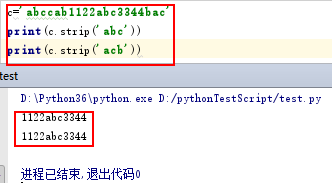 c='abccab1122abc3344bac'
print(c.strip('abc'))
print(c.strip('acb'))
test
D:\Python36\python.exe D:/pythonTestScript/test.py
1122abc3344
1122abc3344
进程已结束,退出代码0